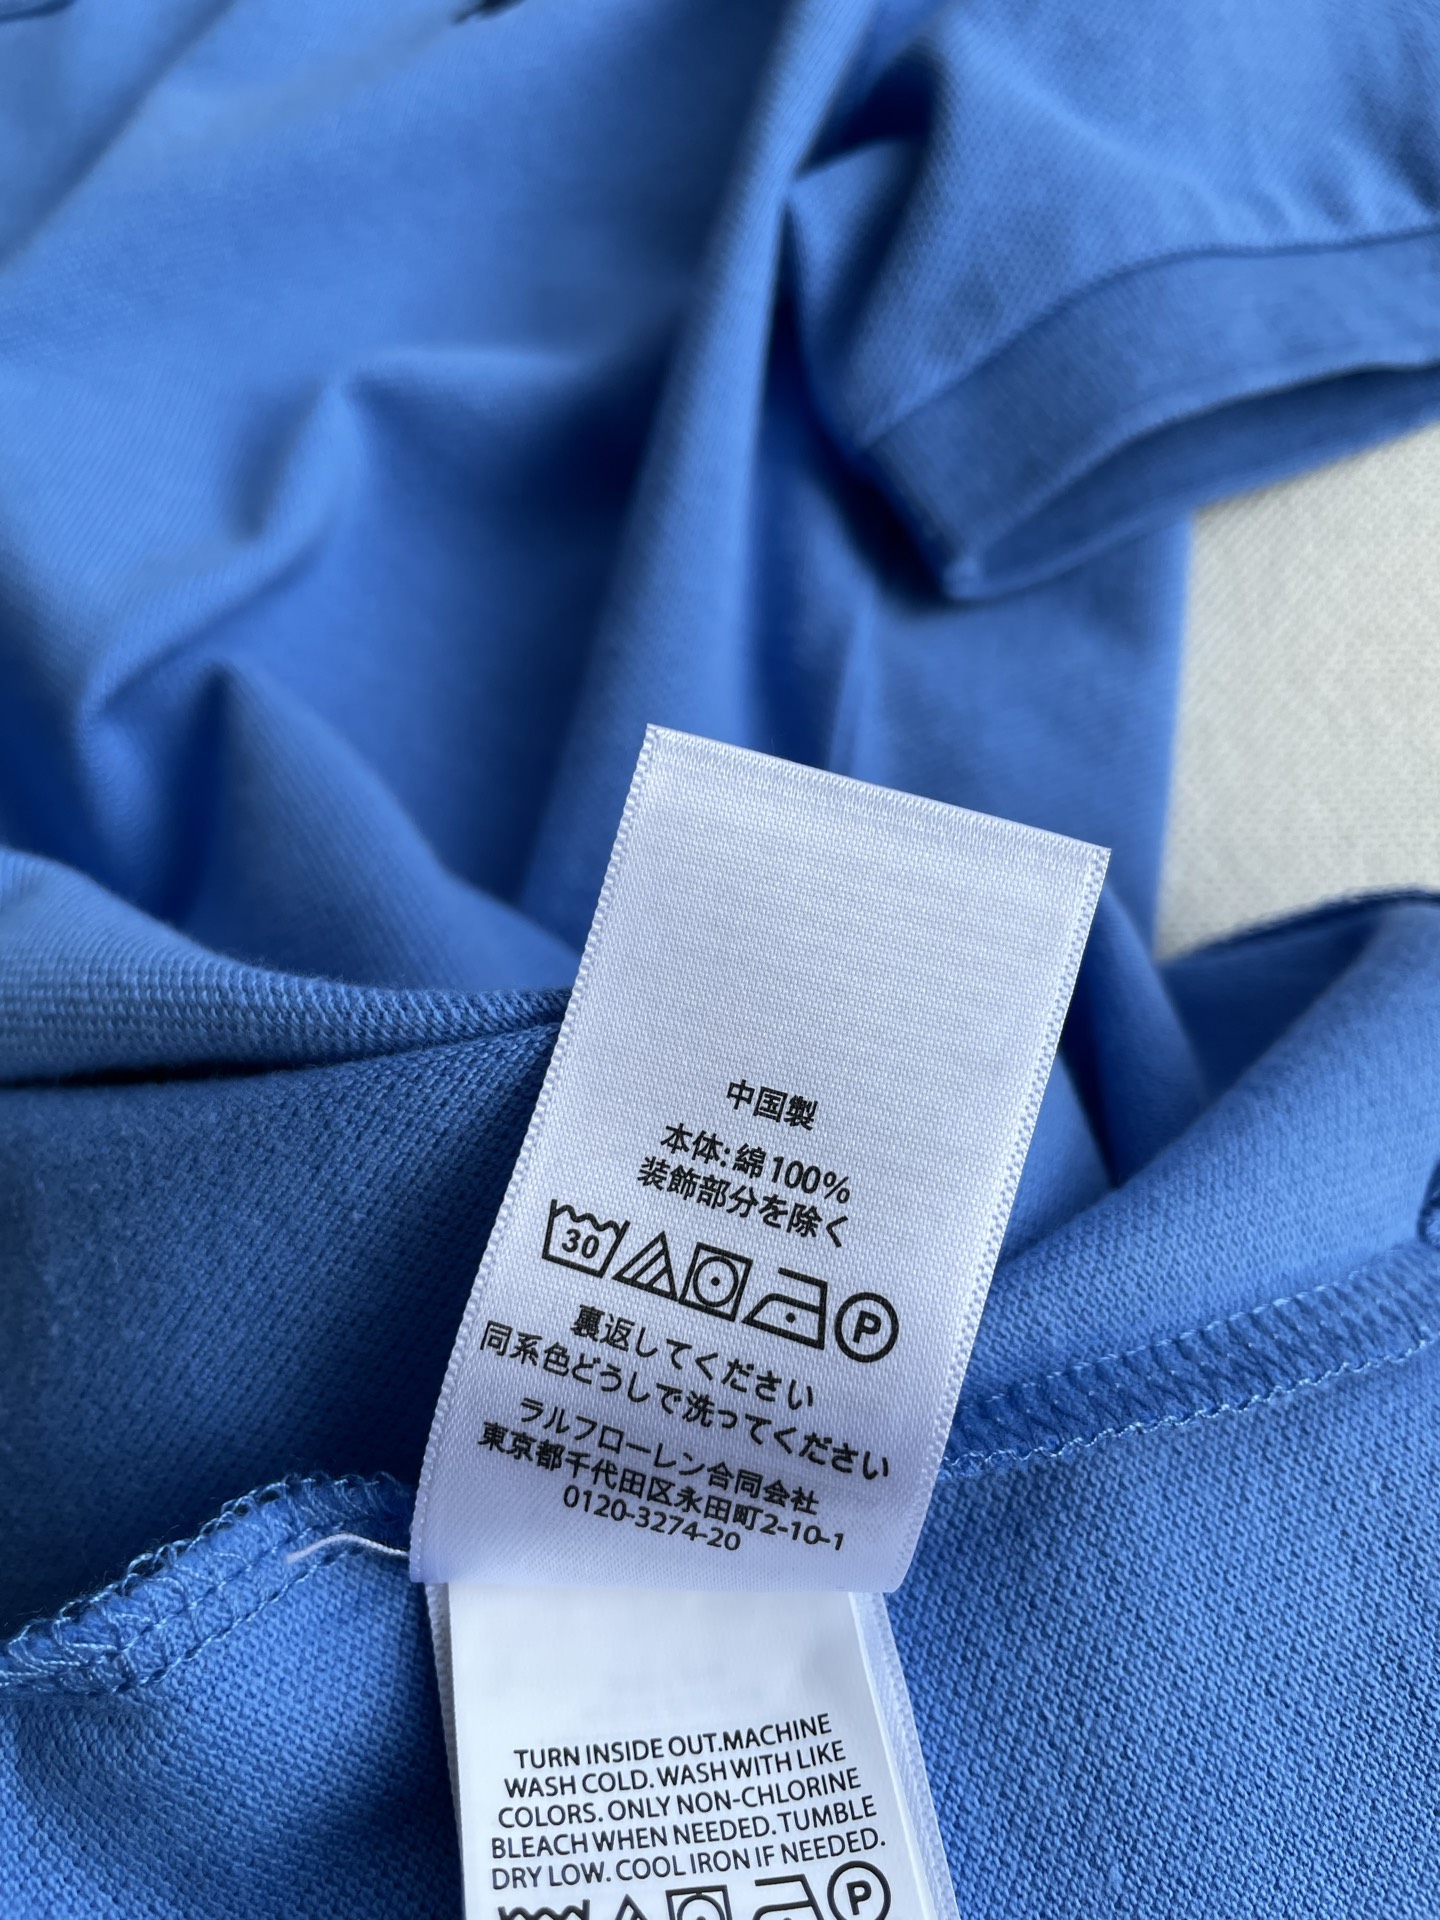 中国製
本体:綿100%
装飾部分を除く
30
P
裏返してください
同系色どうしで洗ってください
ラルフローレン合同会社
東京都千代田区永田町2-10-1
0120-3274-20
TURN INSIDE OUT.MACHINE
WASH COLD. WASH WITH LIKE
COLORS. ONLY NON-CHLORINE
BLEACH WHEN NEEDED. TUMBLE
DRY LOW. COOL IRON IF NEEDED.
P